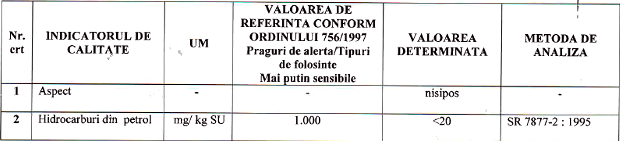 Nr. crt
INDICATORUL DE CALITATE
UM
VALOAREA DE REFERINTA CONFORM ORDINULUI 756/1997 Praguri de alerta/Tipuri de folosinte Mai putin sensibile
VALOAREA DETERMINATA
METODA DE ANALIZA
1 Aspect - - nisipos -
2 Hidrocarburi din petrol mg/ kg SU 1.000 <20 SR 7877-2 : 1995